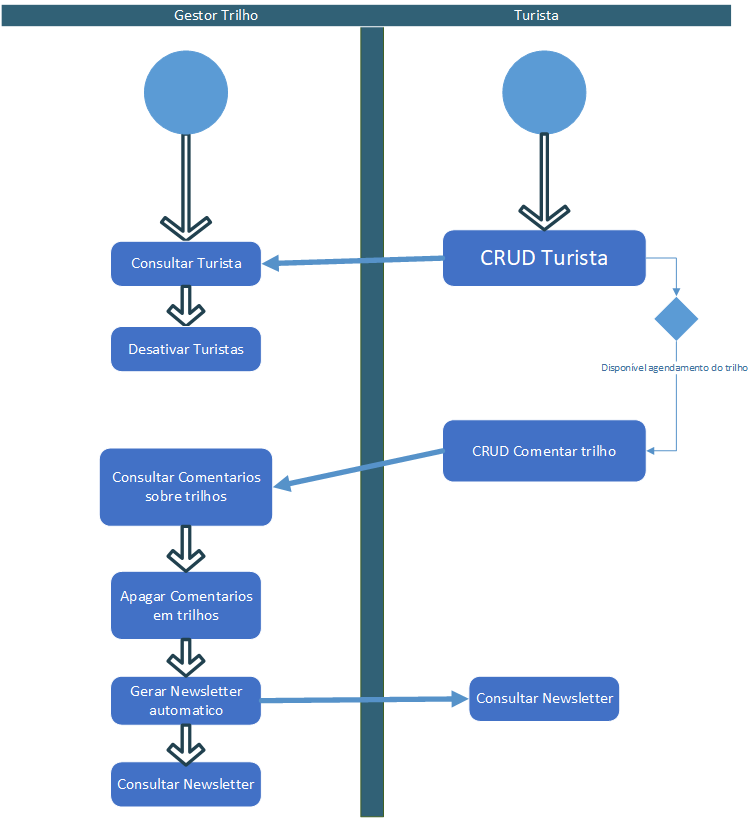 Gestor Trilho
Turista
CRUD Turista
Consultar Turista
Desativar Turistas
Disponível agendamento do trilho
CRUD Comentar trilho
Consultar Comentarios
sobre trilhos
Apagar Comentarios
em trilhos
Gerar Newsletter
automatico
Consultar Newsletter
Consultar Newsletter